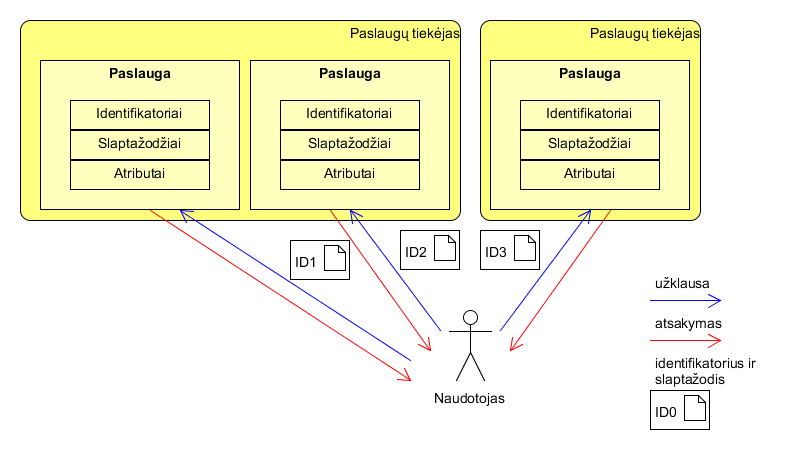 Paslaugų tiekėjas
Paslauga
Identifikatoriai
Slaptažodžiai
Atributai
Paslauga
Identifikatoriai
Slaptažodžiai
Atributai
Paslaugų tiekėjas
Paslauga
Identifikatoriai
Slaptažodžiai
Atributai
ID1
ID2
ID3
Naudotojas
užklausa
atsakymas
identifikatorius ir
slaptažodis
ID0